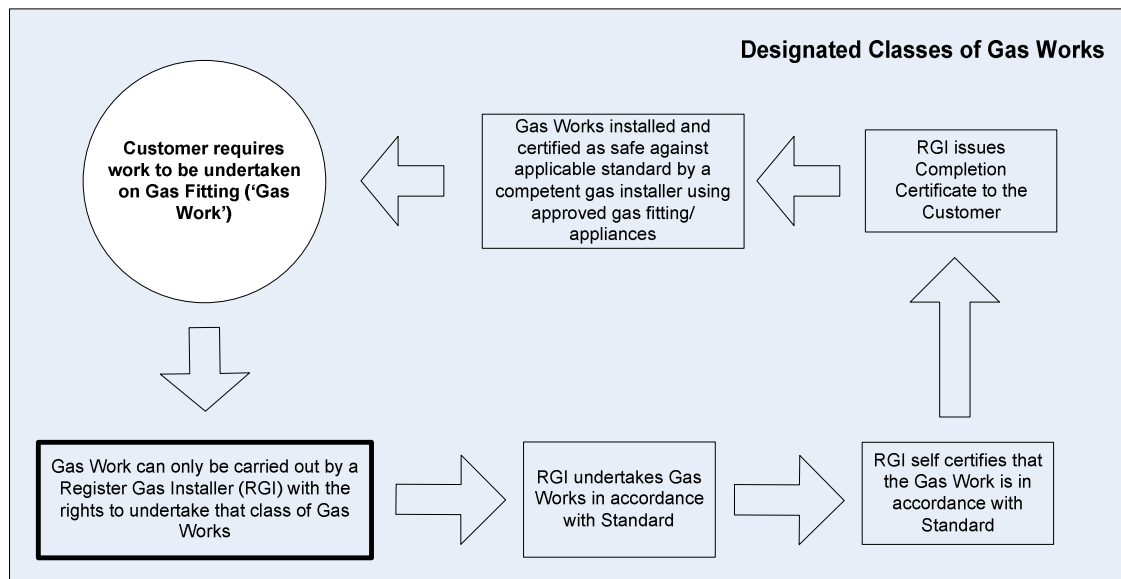 Designated Classes of Gas Works
Customer requires
work to be undertaken
on Gas Fitting (‘Gas
Work’)
Gas Work can only be carried out by a
Register Gas Installer (RGI) with the
rights to undertake that class of Gas
Works
RGI undertakes Gas
Works in accordance
with Standard
RGI self certifies that
the Gas Work is in
accordance with
Standard
RGI issues
Completion
Certificate to the
Customer
Gas Works installed and
certified as safe against
applicable standard by a
competent gas installer using
approved gas fitting/
appliances